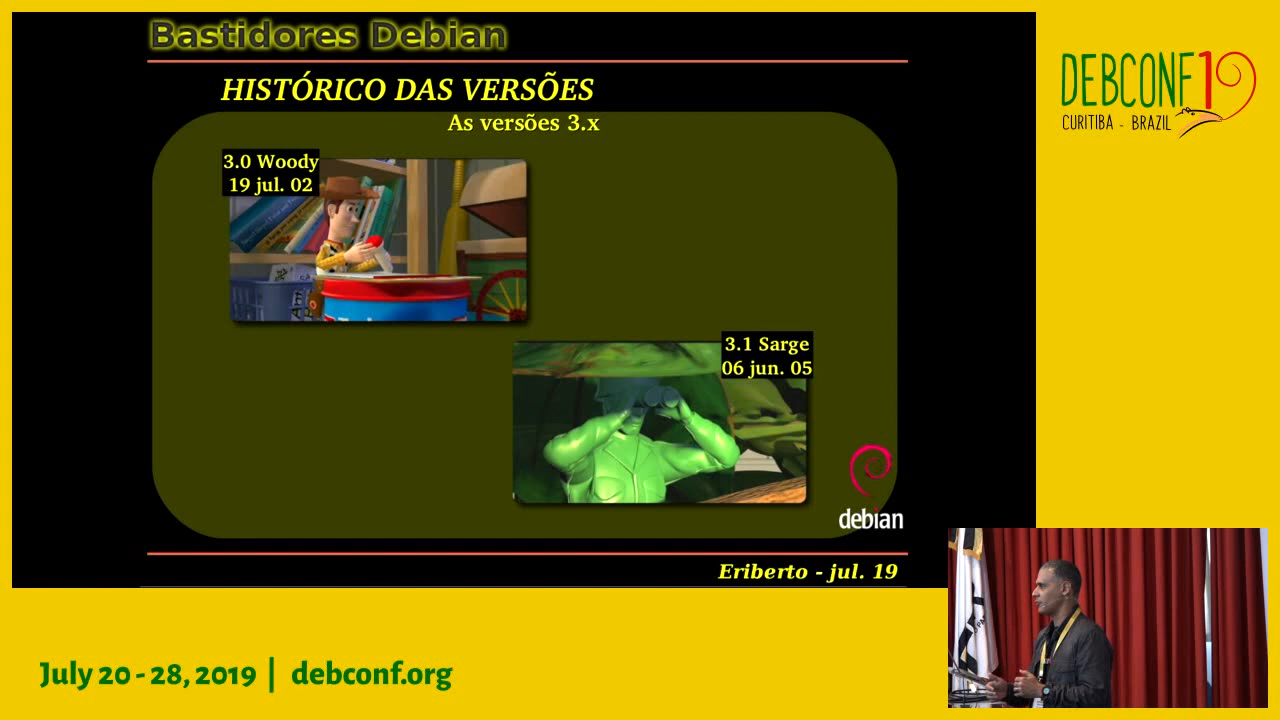 Bastidores Debian
HISTÓRICO DAS VERSÕES
As versões 3.x
3.0 Woody
19 jul. 02
3.1 Sarge
06 jun. 05
debian
Eriberto - jul. 19
DEBCONF19
CURITIBA - BRAZIL
July 20 - 28, 2019 | debconf.org